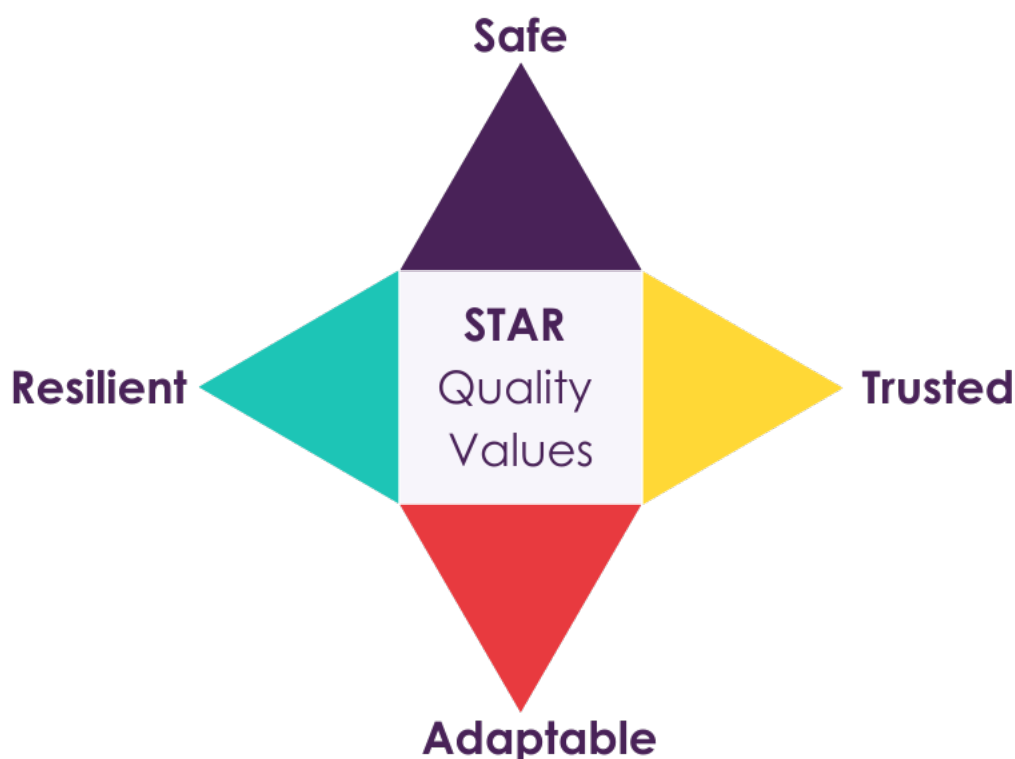 Safe
STAR
Quality
Values
Resilient
Trusted
Adaptable